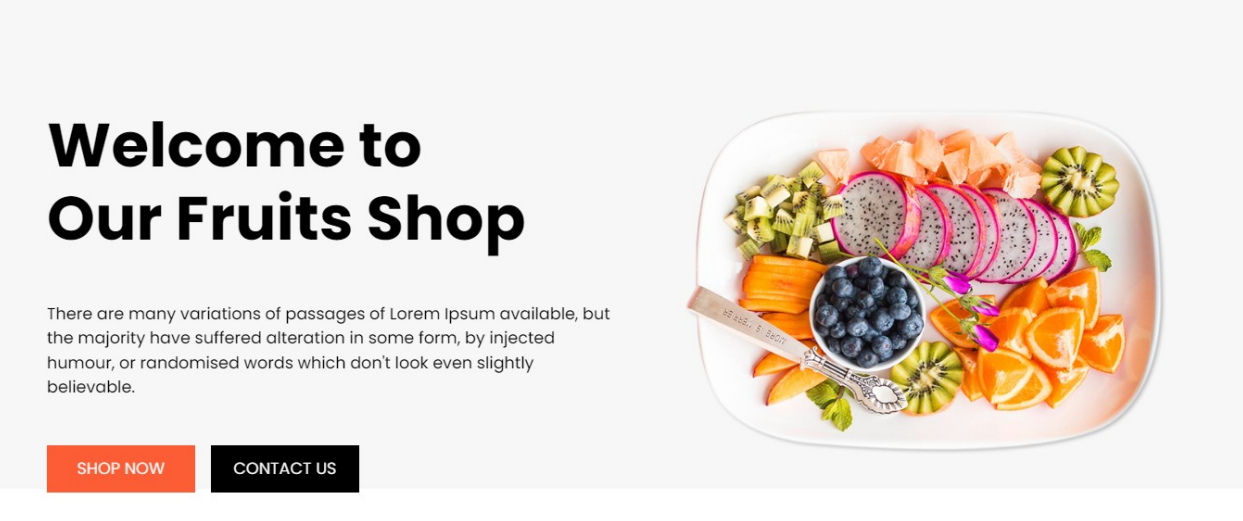 Welcome to
Our Fruits Shop
There are many variations of passages of Lorem Ipsum available, but
the majority have suffered alteration in some form, by injected
humour, or randomised words which don't look even slightly
believable.
SHOP NOW
CONTACT US